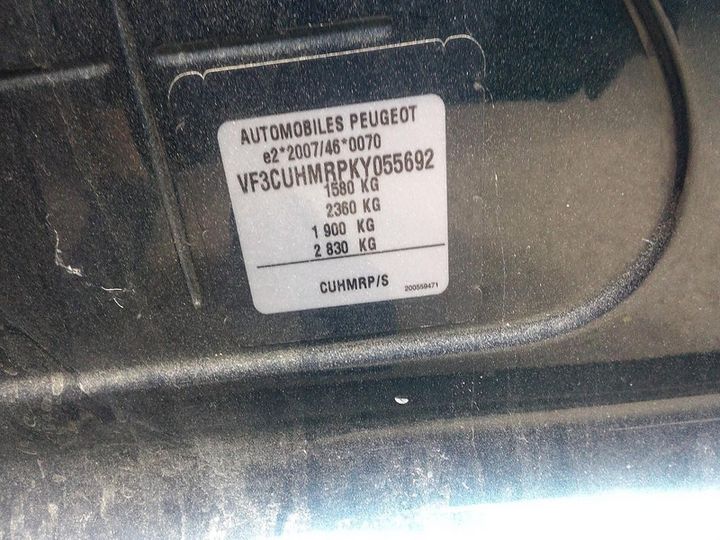 AUTOMOBILES PEUGEOT
e2*2007/46*0070
VF3CUHMRPKY055692
1580 KG
2360 KG
1 900 KG
2 830 KG
CUHMRP/S 200559471